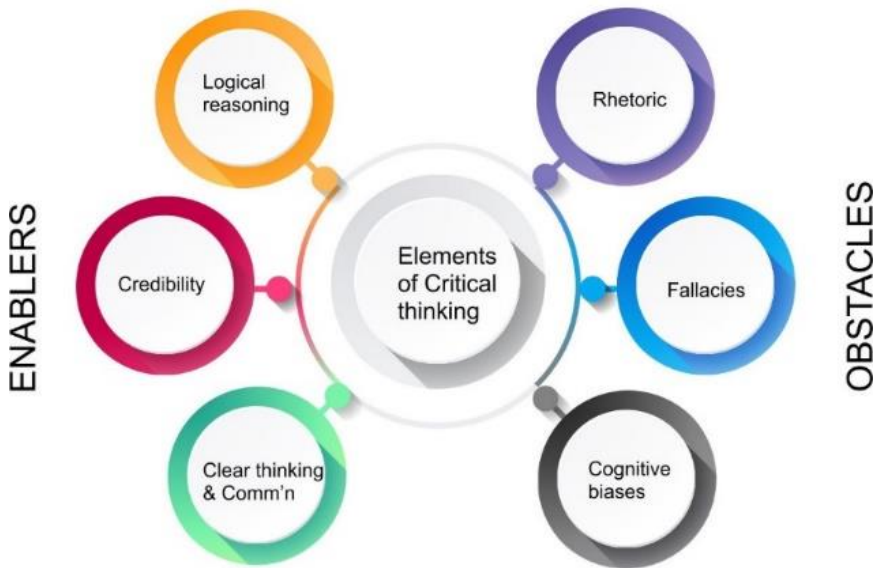 ENABLERS
Logical
reasoning
Credibility
Clear thinking
& Comm'n
Elements
of Critical
thinking
Rhetoric
Fallacies
Cognitive
biases
OBSTACLES